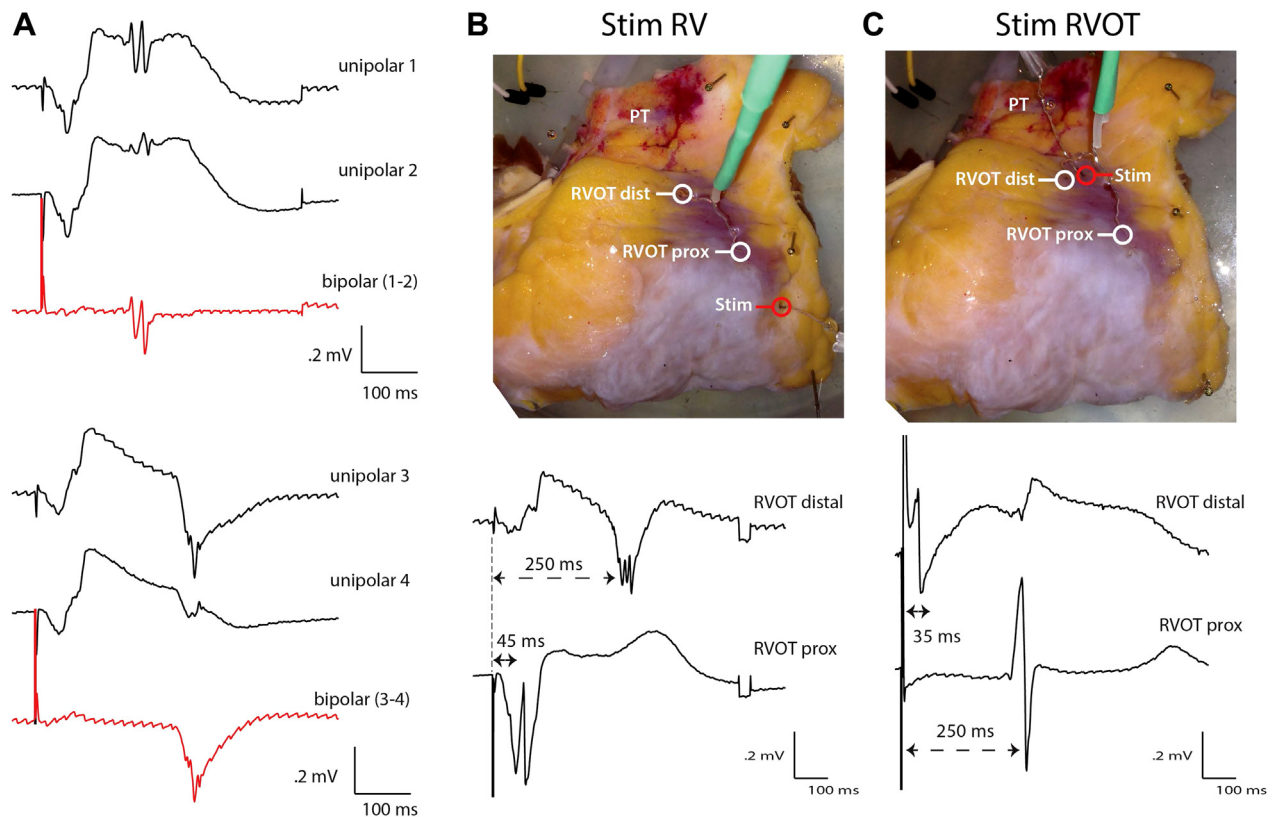 A
unipolar 1
unipolar 2
bipolar (1-2)
.2 mV
100 ms
unipolar 3
unipolar 4
bipolar (3-4)
.2 mV
100 ms
B
Stim RV
PT
RVOT dist
RVOT prox
Stim
RVOT distal
250 ms
45 ms
RVOT prox
.2 mV
100 ms
C
Stim RVOT
PT
RVOT dist
Stim
RVOT prox
RVOT distal
35 ms
RVOT prox
250 ms
.2 mV
100 ms